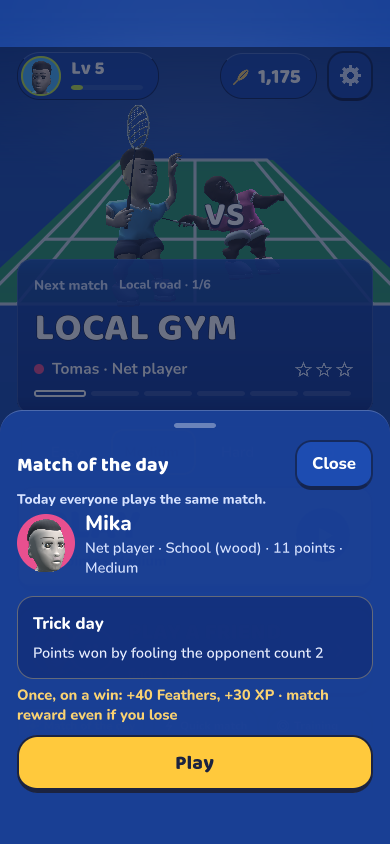 Lv 5
1,175
VS
Next match Local road · 1/6
LOCAL GYM
Tomas · Net player
Match of the day
Close
Today everyone plays the same match.
Mika
Net player · School (wood) · 11 points ·
Medium
Trick day
Points won by fooling the opponent count 2
Once, on a win: +40 Feathers, +30 XP · match
reward even if you lose
Play